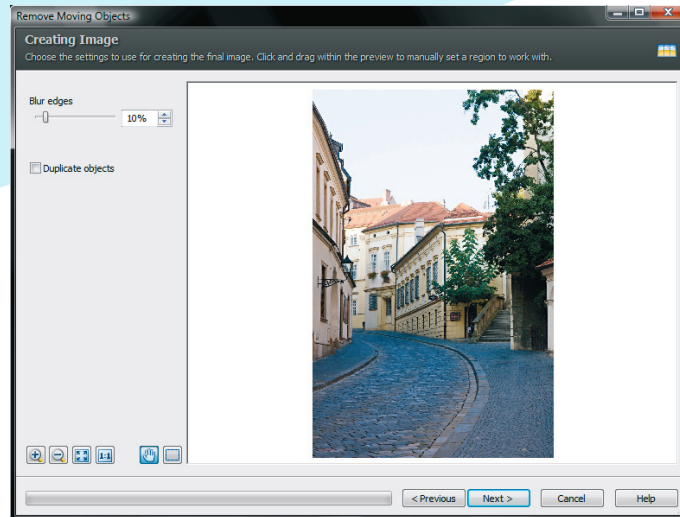 Remove Moving Objects
Creating Image
Choose the settings to use for creating the final image. Click and drag within the preview to manually set a region to work with.
Blur edges
10%
Duplicate objects
1:1
< Previous
Next >
Cancel
Help